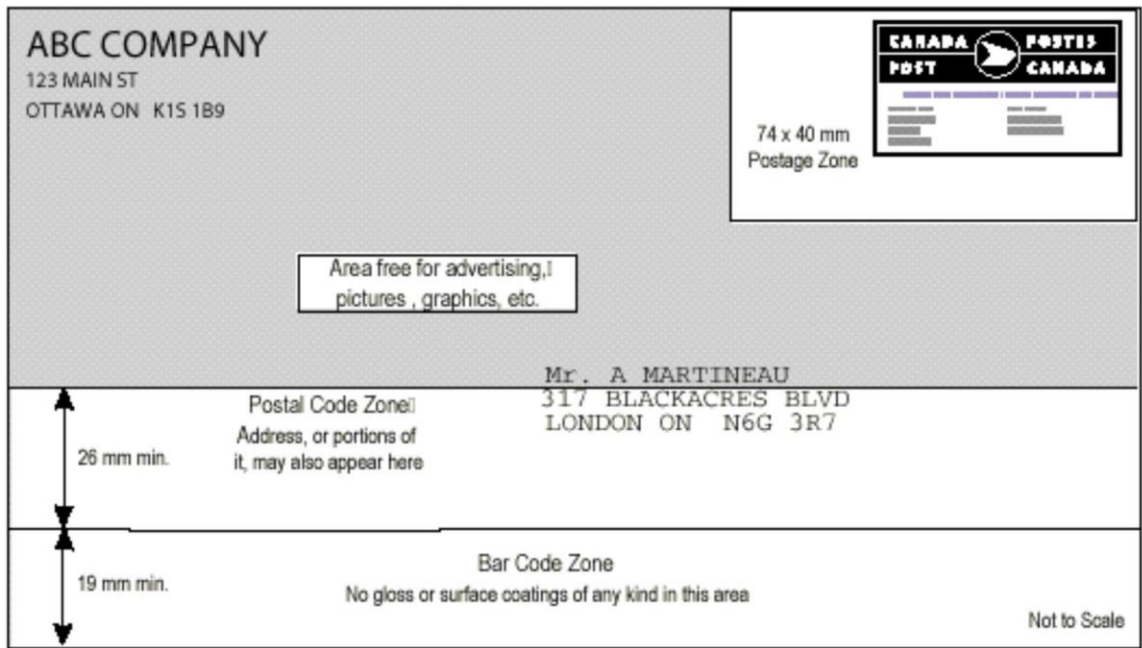 ABC COMPANY
123 MAIN ST
OTTAWA ON K1S 1B9
CANADA POSTES
POST CANADA
74 x 40 mm
Postage Zone
Area free for advertising,
pictures , graphics, etc.
Mr. A MARTINEAU
317 BLACKACRES BLVD
LONDON ON N6G 3R7
Postal Code Zone
Address, or portions of
it, may also appear here
26 mm min.
Bar Code Zone
19 mm min.
No gloss or surface coatings of any kind in this area
Not to Scale